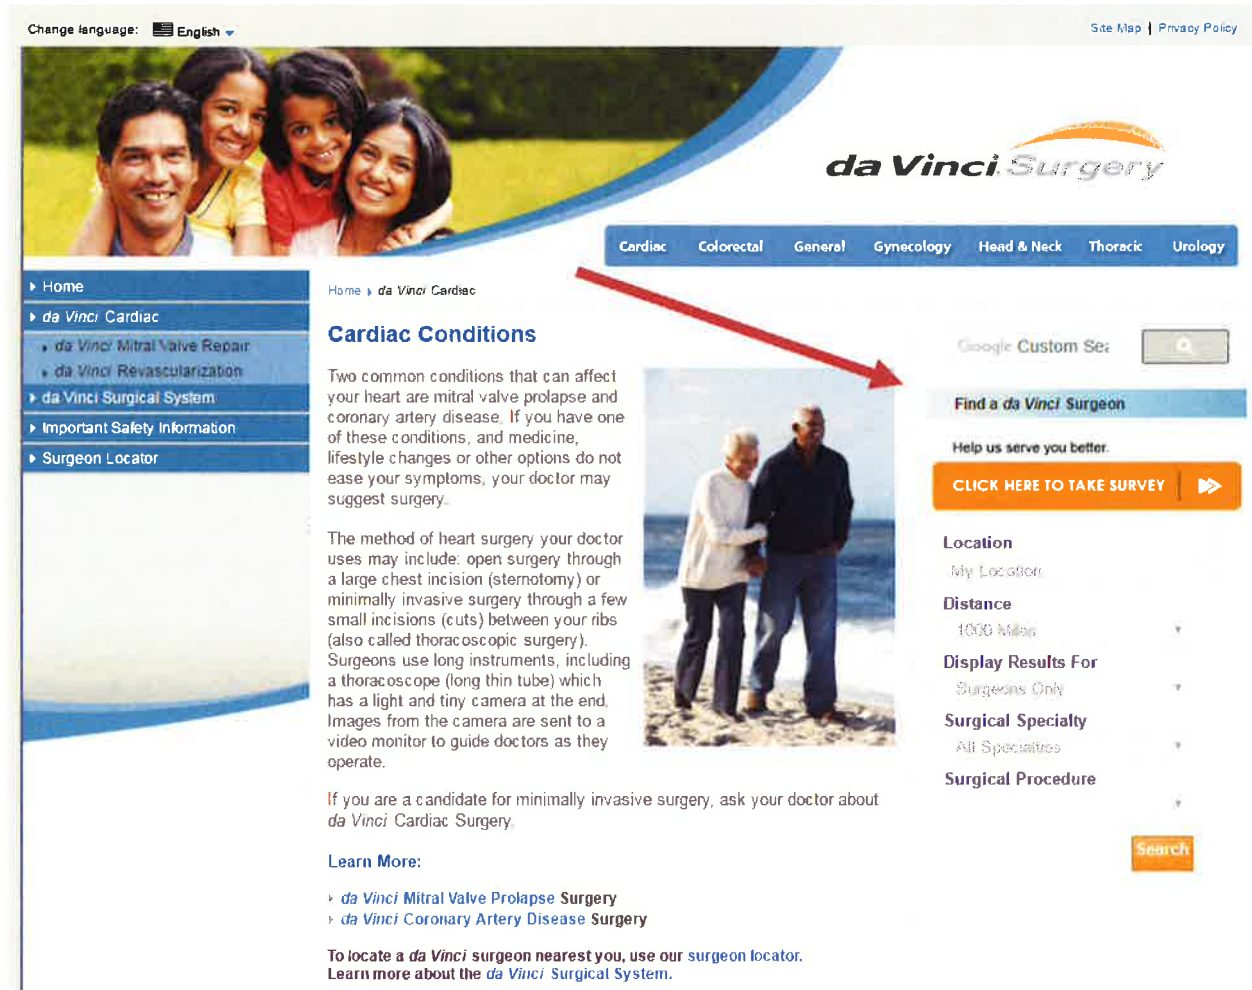 Change language: English
Site Map | Privacy Policy
da Vinci Surgery
Cardiac Colorectal General Gynecology Head & Neck Thoracic Urology
Home
da Vinci Cardiac
da Vinci Mitral Valve Repair
da Vinci Revascularization
da Vinci Surgical System
Important Safety Information
Surgeon Locator
Home da Vinci Cardiac
Cardiac Conditions
Two common conditions that can affect
your heart are mitral valve prolapse and
coronary artery disease. If you have one
of these conditions, and medicine,
lifestyle changes or other options do not
ease your symptoms, your doctor may
suggest surgery.
The method of heart surgery your doctor
uses may include: open surgery through
a large chest incision (sternotomy) or
minimally invasive surgery through a few
small incisions (cuts) between your ribs
(also called thoracoscopic surgery).
Surgeons use long instruments, including
a thoracoscope (long thin tube) which
has a light and tiny camera at the end.
Images from the camera are sent to a
video monitor to guide doctors as they
operate.
If you are a candidate for minimally invasive surgery, ask your doctor about
da Vinci Cardiac Surgery.
Learn More:
da Vinci Mitral Valve Prolapse Surgery
da Vinci Coronary Artery Disease Surgery
To locate a da Vinci surgeon nearest you, use our surgeon locator.
Learn more about the da Vinci Surgical System.
Google Custom Sea
Find a da Vinci Surgeon
Help us serve you better.
CLICK HERE TO TAKE SURVEY
Location
My Location
Distance
1000 Miles
Display Results For
Surgeons Only
Surgical Specialty
All Specialties
Surgical Procedure
Search